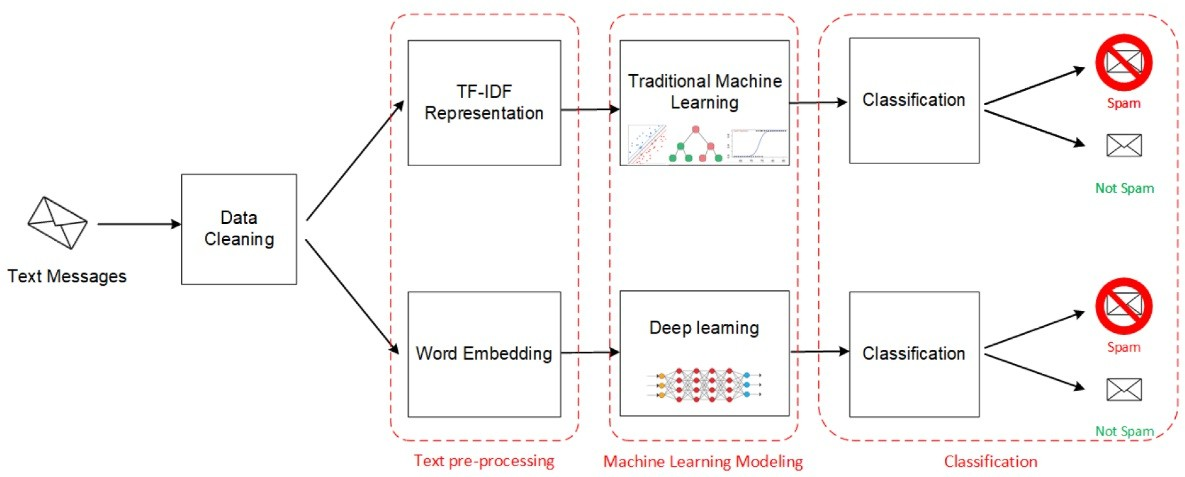 Text Messages
Data
Cleaning
TF-IDF
Representation
Traditional Machine
Learning
Classification
Spam
Not Spam
Word Embedding
Deep learning
Classification
Spam
Not Spam
Text pre-processing
Machine Learning Modeling
Classification